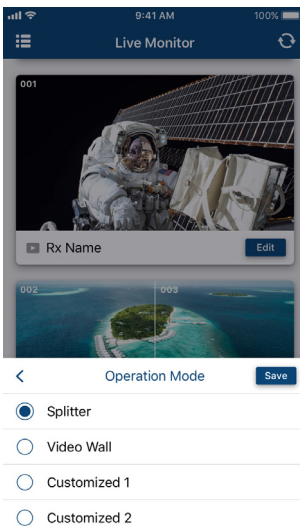 9:41 AM 100%
Live Monitor
001
Rx Name Edit
002 003
Operation Mode Save
Splitter
Video Wall
Customized 1
Customized 2